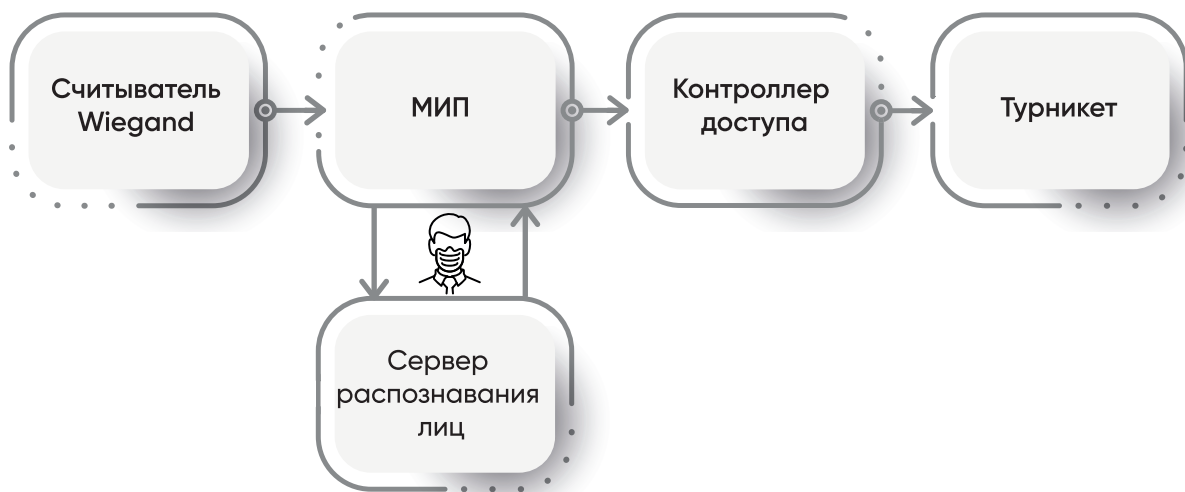 Считыватель
Wiegand
МИП
Контроллер
доступа
Турникет
Сервер
распознавания
лиц